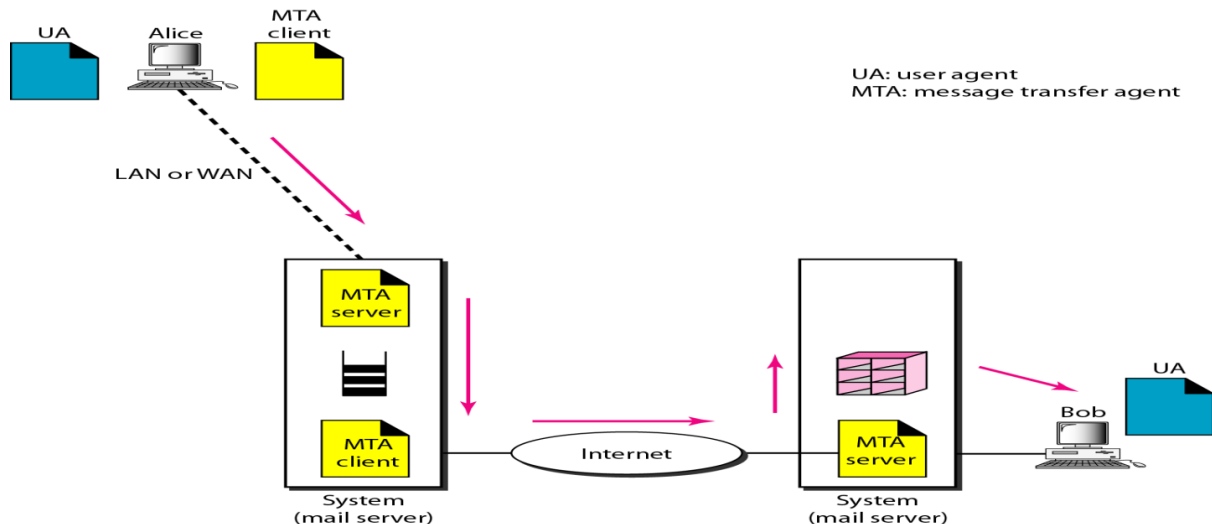 UA
Alice
MTA
client
UA: user agent
MTA: message transfer agent
LAN or WAN
MTA
server
MTA
client
System
(mail server)
Internet
MTA
server
System
(mail server)
UA
Bob